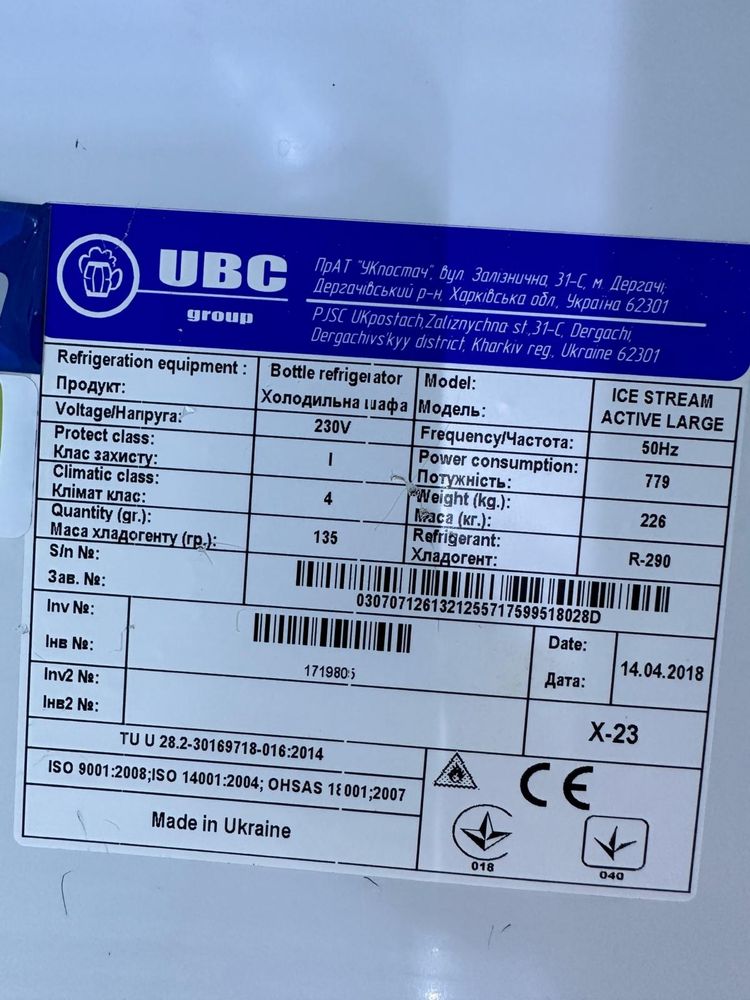 UBC
group
ПрАТ "УКпостач", вул. Залізнична, 31-С, м. Дергачі,
Дергачівський р-н, Харківська обл., Україна 62301
PJSC UKpostach, Zaliznychna st., 31-C, Dergachi,
Dergachivs'kyy district, Kharkiv reg., Ukraine 62301
Refrigeration equipment :
Продукт:
Bottle refrigerator
Холодильна шафа
Model:
Модель:
ICE STREAM
ACTIVE LARGE
Voltage/Напруга:
230V
Frequency/Частота:
50Hz
Protect class:
Клас захисту:
I
Power consumption:
Потужність:
779
Climatic class:
Клімат клас:
4
Weight (kg.):
Маса (кг.):
226
Quantity (gr.):
Маса хладогенту (гр.):
135
Refrigerant:
Хладогент:
R-290
S/n №:
Зав. №:
0307071261321255717599518028D
Inv №:
Інв №:
Date:
Дата:
14.04.2018
Inv2 №:
Інв2 №:
X-23
TU U 28.2-30169718-016:2014
ISO 9001:2008;ISO 14001:2004; OHSAS 18001;2007
Made in Ukraine
CE
018
040